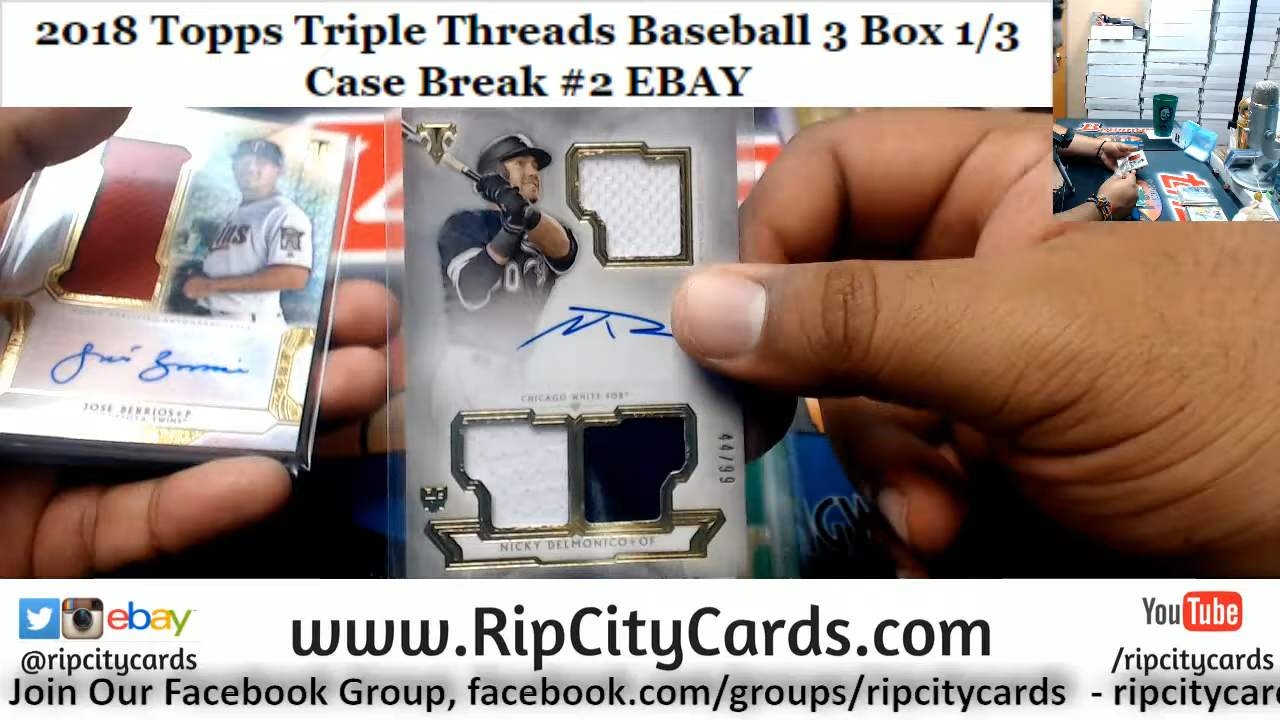 2018 Topps Triple Threads Baseball 3 Box 1/3
Case Break #2 EBAY
JOSE BERRIOS • P
CHICAGO WHITE SOX
44/99
NICKY DELMONICO • OF
ebay
@ripcitycards
www.RipCityCards.com
YouTube
/ripcitycards
Join Our Facebook Group, facebook.com/groups/ripcitycards - ripcitycar